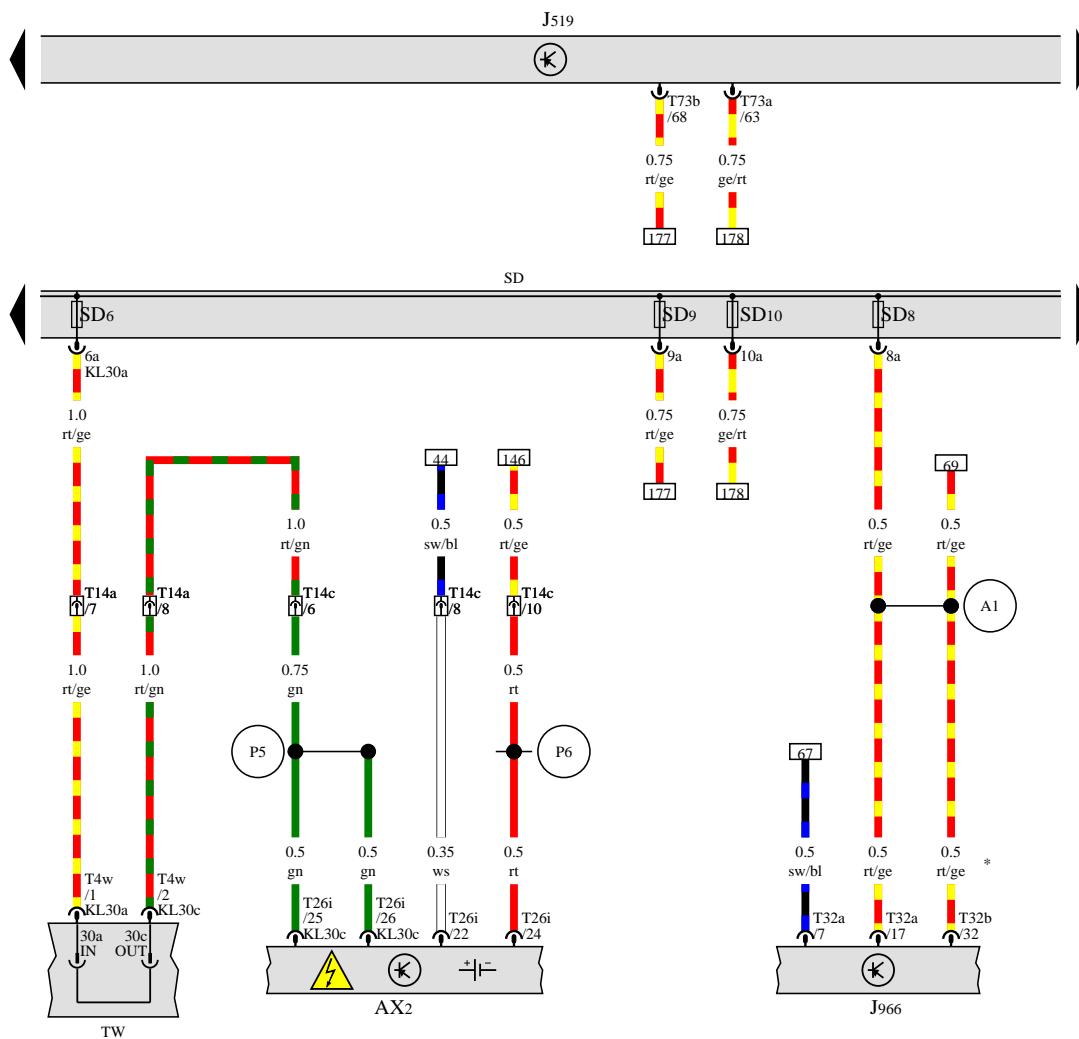 J519
T73b
/68
T73a
/63
0.75
rt/ge
0.75
ge/rt
177
178
SD
SD6
SD9
SD10
SD8
6a
KL30a
9a
10a
8a
1.0
rt/ge
0.75
rt/ge
0.75
ge/rt
44
146
177
178
69
1.0
rt/gn
0.5
sw/bl
0.5
rt/ge
0.5
rt/ge
0.5
rt/ge
T14a
/7
T14a
/8
T14c
/6
T14c
/8
T14c
/10
A1
1.0
rt/ge
1.0
rt/gn
0.75
gn
0.5
rt
P5
P6
67
0.5
gn
0.5
gn
0.35
ws
0.5
rt
0.5
sw/bl
0.5
rt/ge
0.5
rt/ge
*
T4w
/1
KL30a
T4w
/2
KL30c
T26i
/25
KL30c
T26i
/26
KL30c
T26i
/22
T26i
/24
T32a
/7
T32a
/17
T32b
/32
30a
IN
30c
OUT
+ −
TW
AX2
J966